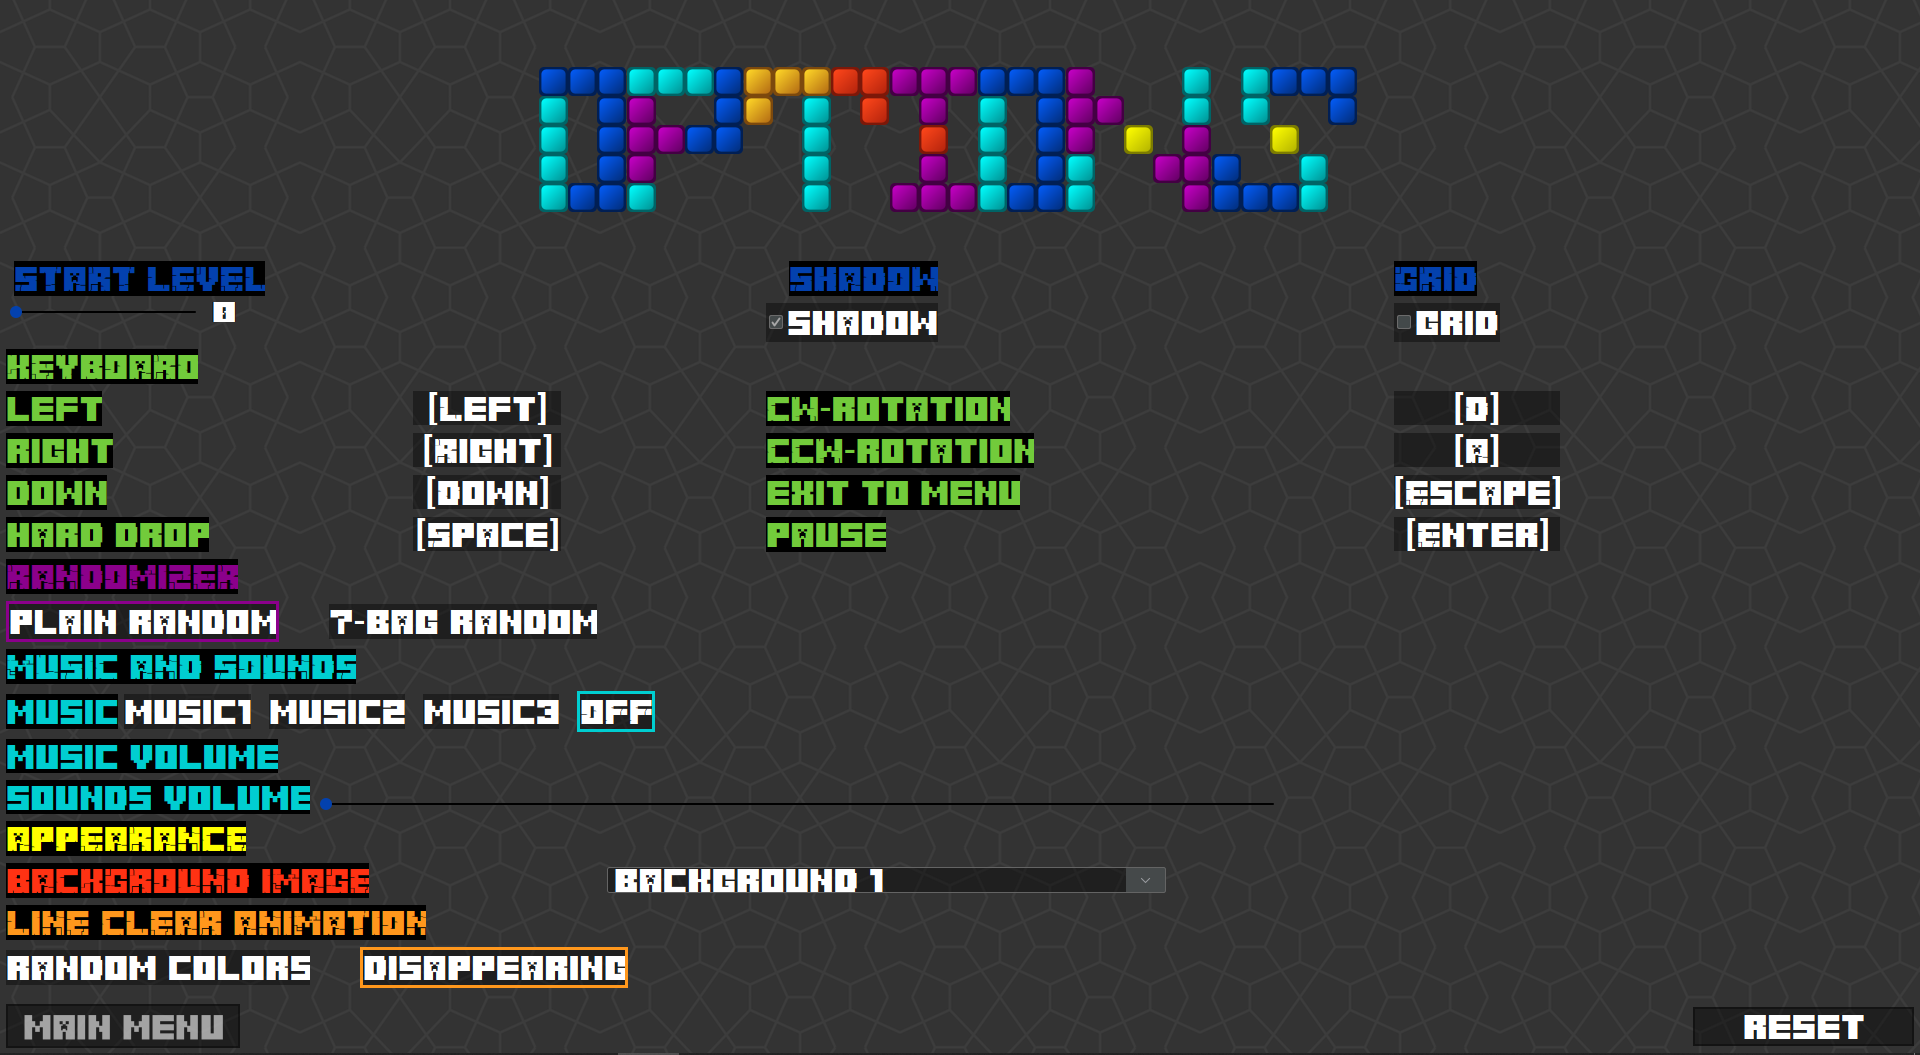 OPTIONS
START LEVEL SHADOW GRID
0 SHADOW GRID
KEYBOARD
LEFT [LEFT] CW-ROTATION [D]
RIGHT [RIGHT] CCW-ROTATION [A]
DOWN [DOWN] EXIT TO MENU [ESCAPE]
HARD DROP [SPACE] PAUSE [ENTER]
RANDOMIZER
PLAIN RANDOM 7-BAG RANDOM
MUSIC AND SOUNDS
MUSIC MUSIC1 MUSIC2 MUSIC3 OFF
MUSIC VOLUME
SOUNDS VOLUME
APPEARANCE
BACKGROUND IMAGE BACKGROUND 1
LINE CLEAR ANIMATION
RANDOM COLORS DISAPPEARING
MAIN MENU RESET